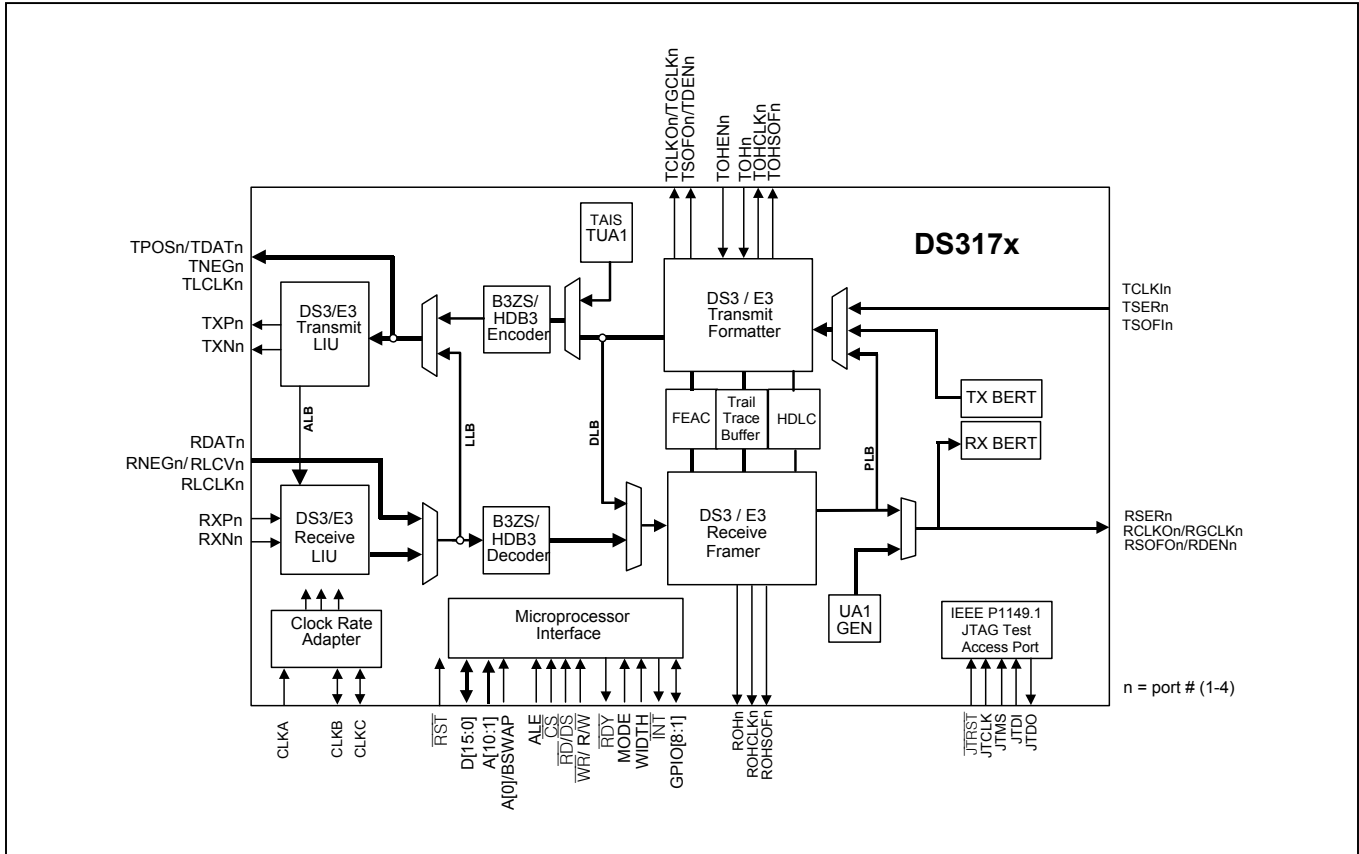 TCLKOn/TGCLKn
TSOFOn/TDENn
TOHENn
TOHn
TOHCLKn
TOHSOFn
DS317x
TAIS
TUA1
TPOSn/TDATn
TNEGn
TLCLKn
TXPn
TXNn
DS3/E3
Transmit
LIU
B3ZS/
HDB3
Encoder
DS3 / E3
Transmit
Formatter
TCLKIn
TSERn
TSOFIn
TX BERT
RX BERT
FEAC
Trail
Trace
Buffer
HDLC
ALB
LLB
DLB
PLB
RDATn
RNEGn/ RLCVn
RLCLKn
RXPn
RXNn
DS3/E3
Receive
LIU
B3ZS/
HDB3
Decoder
DS3 / E3
Receive
Framer
RSERn
RCLKOn/RGCLKn
RSOFOn/RDENn
UA1
GEN
Clock Rate
Adapter
Microprocessor
Interface
IEEE P1149.1
JTAG Test
Access Port
n = port # (1-4)
CLKA
CLKB
CLKC
RST
D[15:0]
A[10:1]
A[0]/BSWAP
ALE
CS
RD/DS
WR/ R/W
RDY
MODE
WIDTH
INT
GPIO[8:1]
ROHn
ROHCLKn
ROHSOFn
JTRST
JTCLK
JTMS
JTDI
JTDO